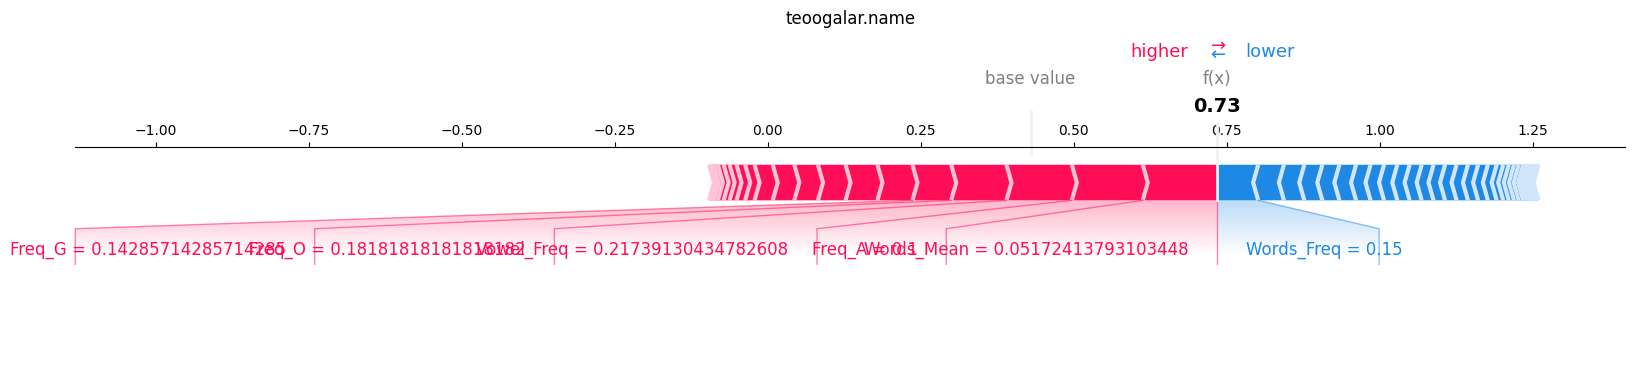 teoogalar.name
higher → ← lower
base value f(x)
0.73
−1.00 −0.75 −0.50 −0.25 0.00 0.25 0.50 0.75 1.00 1.25
Freq_G = 0.14285714285714285 Freq_O = 0.18181818181818182 Vowel_Freq = 0.21739130434782608 Freq_A = 0.1 Words_Mean = 0.05172413793103448 Words_Freq = 0.15